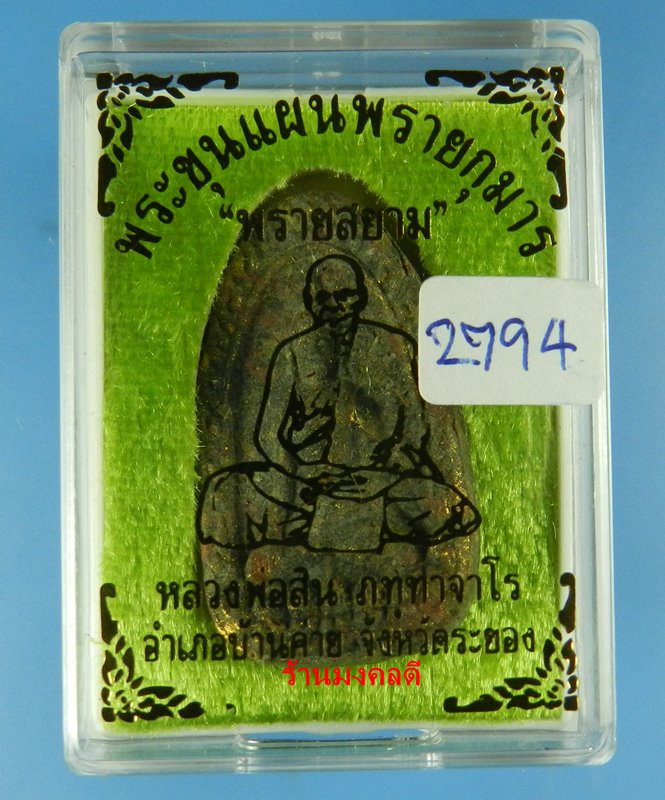 พระขุนแผนพรายกุมาร
“พรายสยาม”
2794
หลวงพ่อสิน ภทฺทาจาโร
อำเภอบ้านค่าย จังหวัดระยอง
ร้านมงคลดี